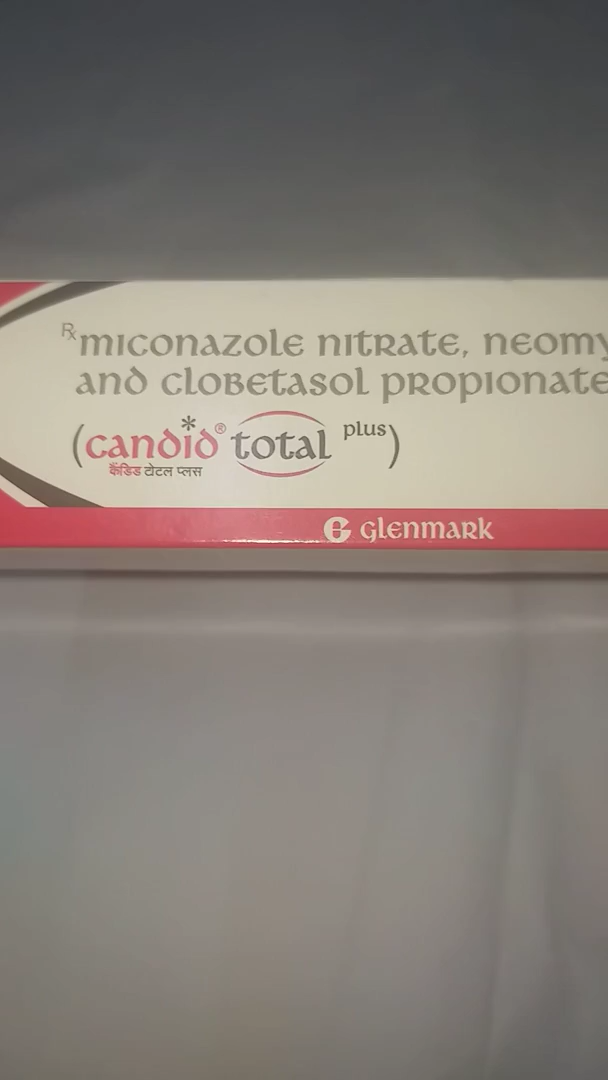 Rx miconazole nitrate, neomy
and clobetasol propionate
(candid® total plus)
कैंडिड टोटल प्लस
G glenmark